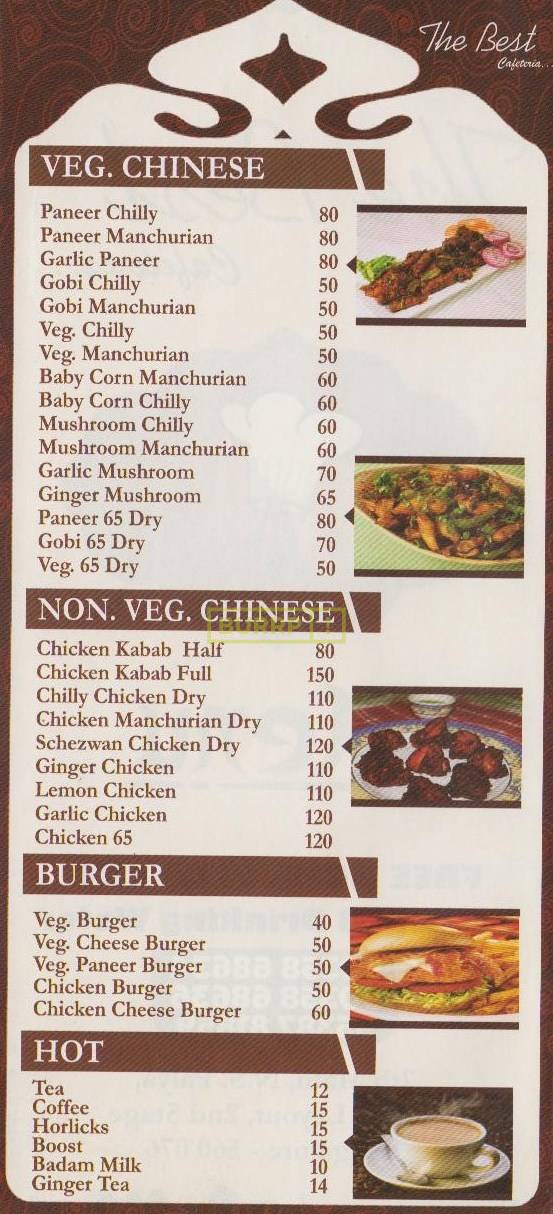 The Best
Cafeteria...
VEG. CHINESE
Paneer Chilly 80
Paneer Manchurian 80
Garlic Paneer 80
Gobi Chilly 50
Gobi Manchurian 50
Veg. Chilly 50
Veg. Manchurian 50
Baby Corn Manchurian 60
Baby Corn Chilly 60
Mushroom Chilly 60
Mushroom Manchurian 60
Garlic Mushroom 70
Ginger Mushroom 65
Paneer 65 Dry 80
Gobi 65 Dry 70
Veg. 65 Dry 50
NON. VEG. CHINESE
BURRP
Chicken Kabab Half 80
Chicken Kabab Full 150
Chilly Chicken Dry 110
Chicken Manchurian Dry 110
Schezwan Chicken Dry 120
Ginger Chicken 110
Lemon Chicken 110
Garlic Chicken 120
Chicken 65 120
BURGER
Veg. Burger 40
Veg. Cheese Burger 50
Veg. Paneer Burger 50
Chicken Burger 50
Chicken Cheese Burger 60
HOT
Tea 12
Coffee 15
Horlicks 15
Boost 15
Badam Milk 10
Ginger Tea 14